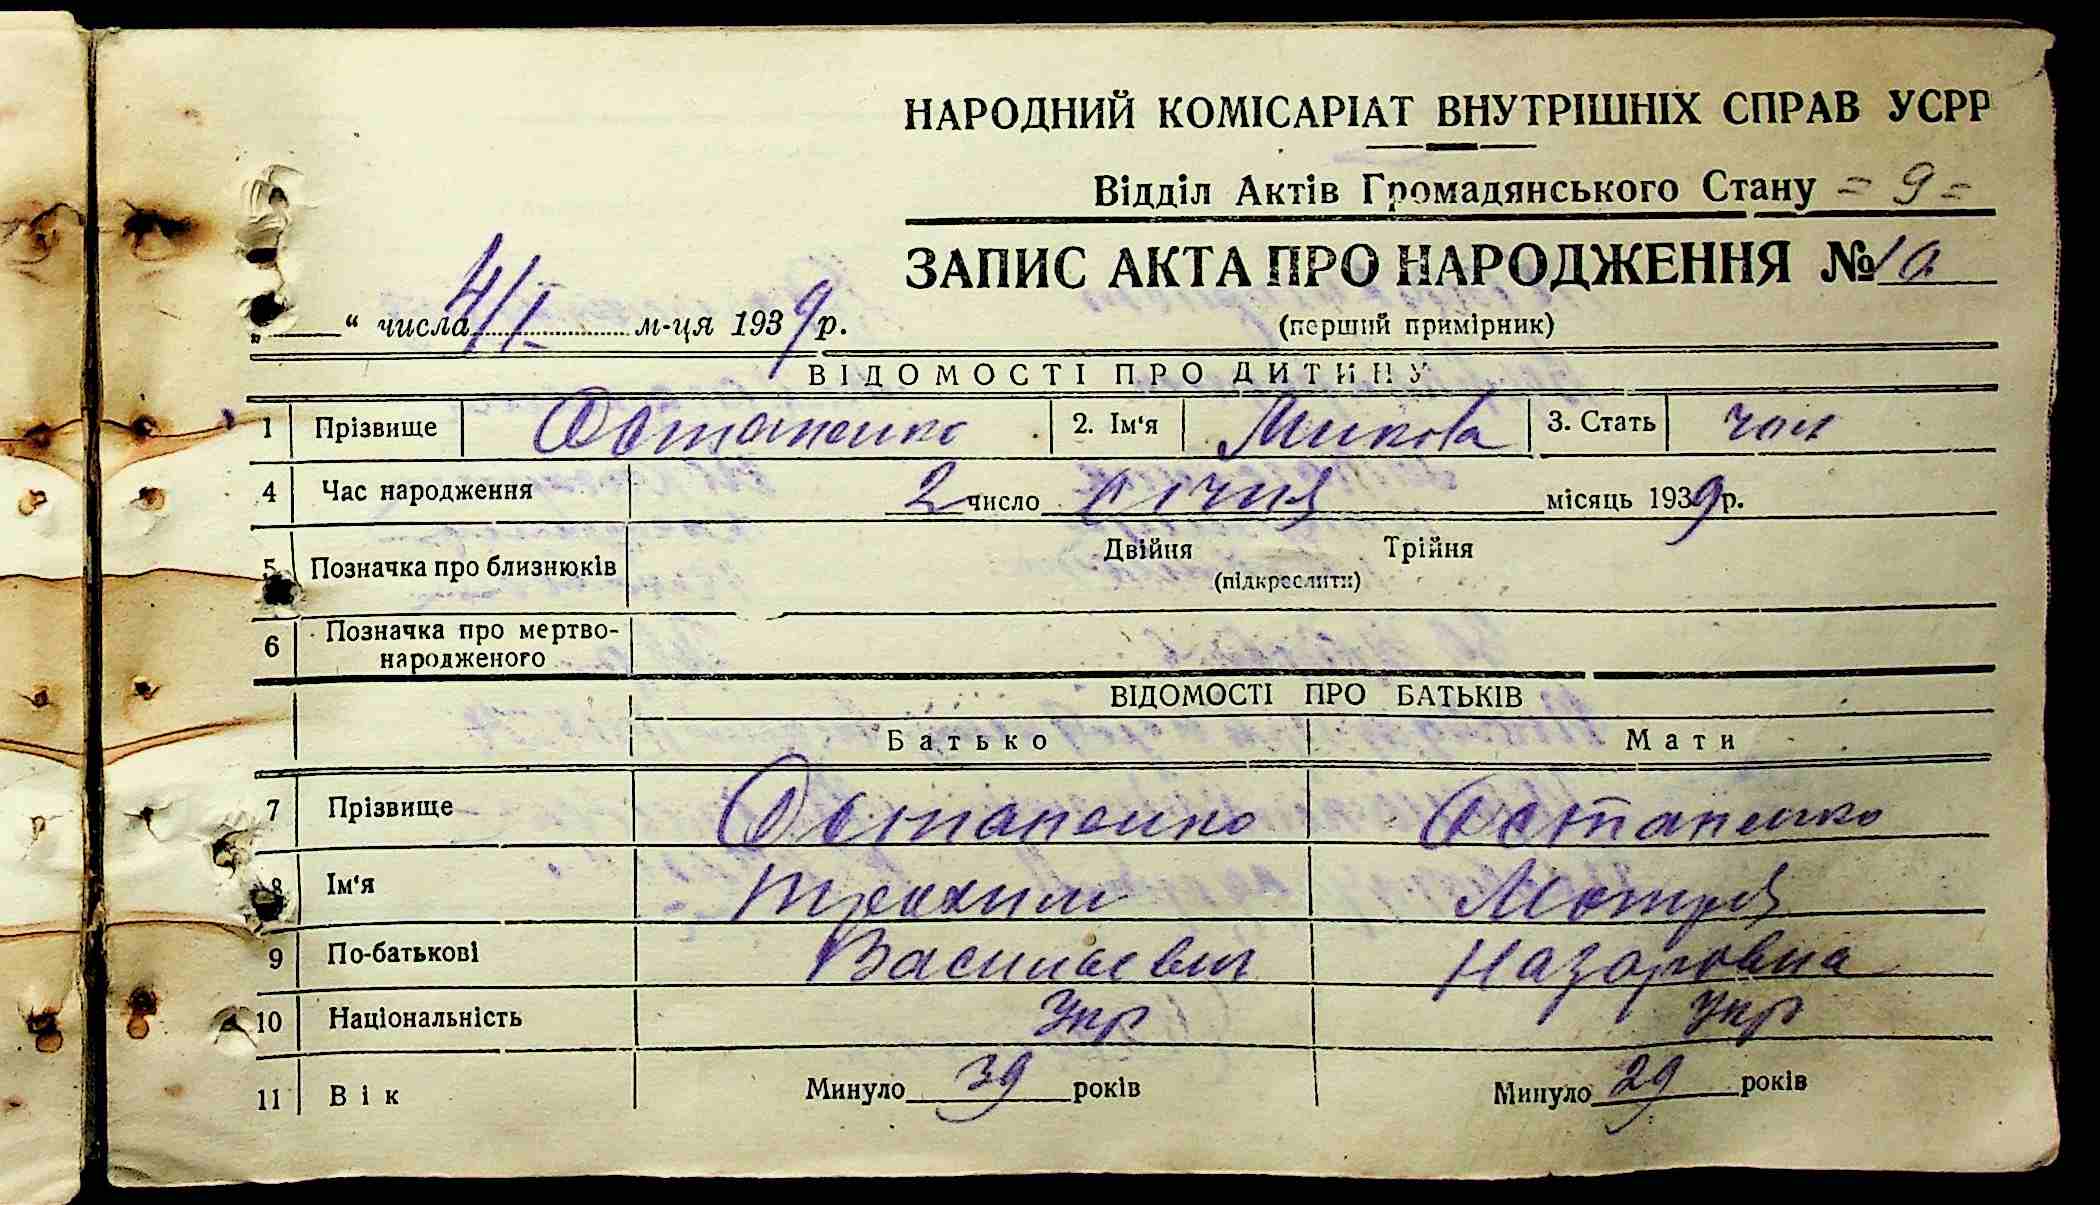 НАРОДНИЙ КОМІСАРІАТ ВНУТРІШНІХ СПРАВ УСРР
Відділ Актів Громадянського Стану = 9 =
ЗАПИС АКТА ПРО НАРОДЖЕННЯ №
„ “ числа 4/I м-ця 1939 р.
(перший примірник)
ВІДОМОСТІ ПРО ДИТИНУ
1 Прізвище Остапенко 2. Ім‘я Микола 3. Стать чол
4 Час народження 2 число січня місяць 1939 р.
5 Позначка про близнюків Двійня Трійня
(підкреслити)
6 Позначка про мертво-
народженого
ВІДОМОСТІ ПРО БАТЬКІВ
Батько Мати
7 Прізвище Остапенко Остапенко
8 Ім‘я
9 По-батькові Васильевич Назаровна
10 Національність Укр Укр
11 Вік Минуло 39 років Минуло 29 років